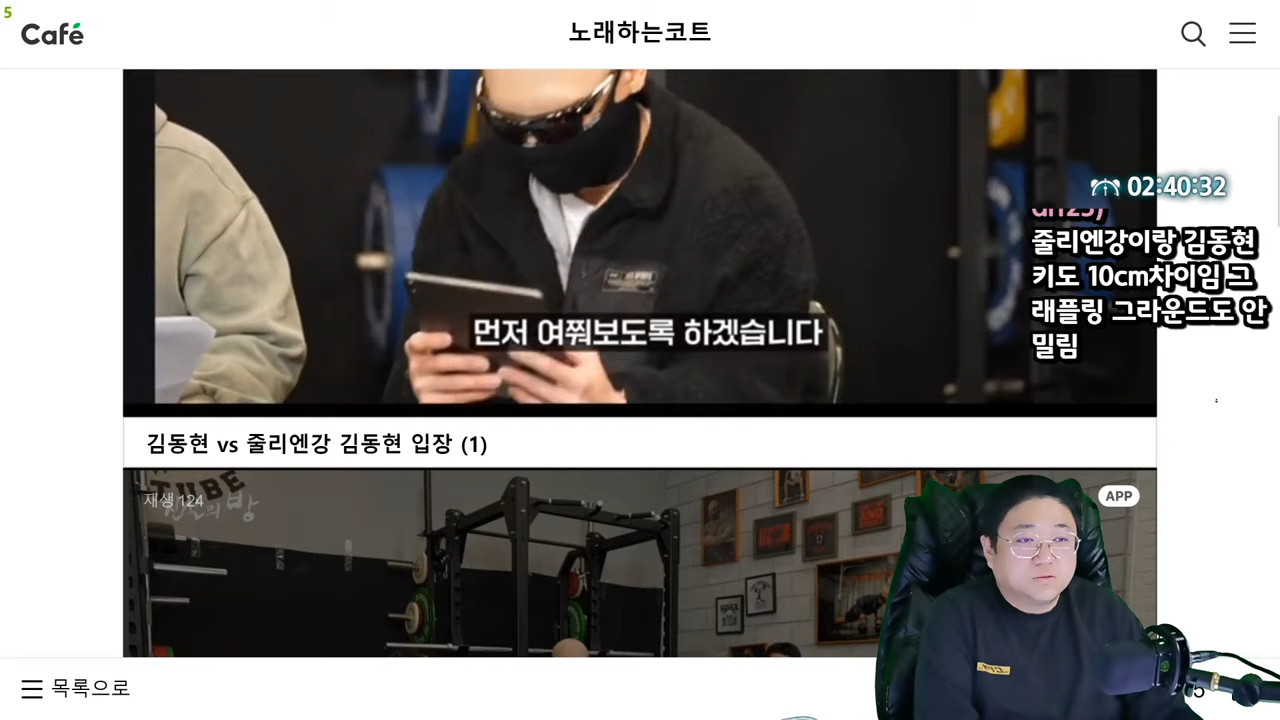 5
Café
노래하는코트
02:40:32
줄리엔강이랑 김동현
키도 10cm차이임 그
래플링 그라운드도 안
밀림
먼저 여쭤보도록 하겠습니다
김동현 vs 줄리엔강 김동현 입장 (1)
TUBE
재생 124
APP
목록으로